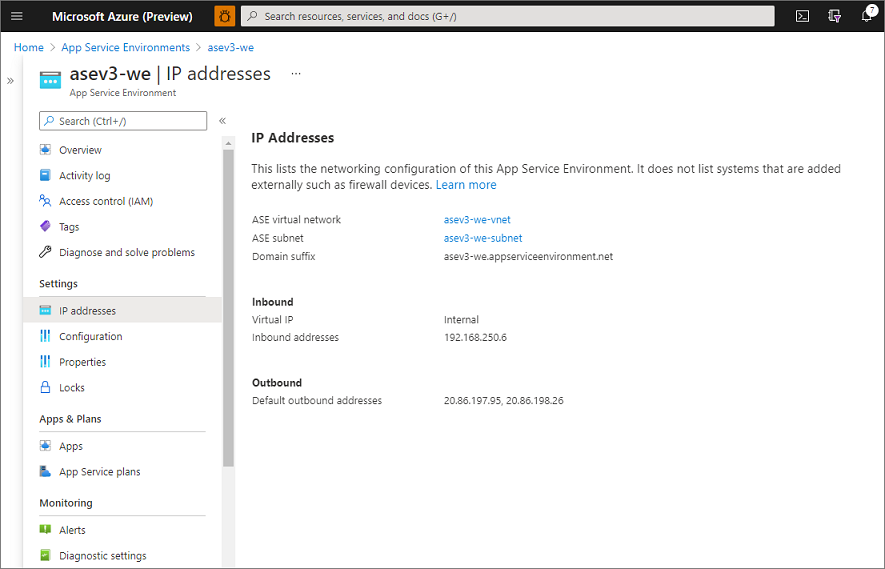 Microsoft Azure (Preview)
Search resources, services, and docs (G+/)
7
Home > App Service Environments > asev3-we
»
asev3-we | IP addresses ...
App Service Environment
Search (Ctrl+/)
«
Overview
Activity log
Access control (IAM)
Tags
Diagnose and solve problems
Settings
IP addresses
Configuration
Properties
Locks
Apps & Plans
Apps
App Service plans
Monitoring
Alerts
Diagnostic settings
IP Addresses
This lists the networking configuration of this App Service Environment. It does not list systems that are added
externally such as firewall devices. Learn more
ASE virtual network asev3-we-vnet
ASE subnet asev3-we-subnet
Domain suffix asev3-we.appserviceenvironment.net
Inbound
Virtual IP Internal
Inbound addresses 192.168.250.6
Outbound
Default outbound addresses 20.86.197.95, 20.86.198.26